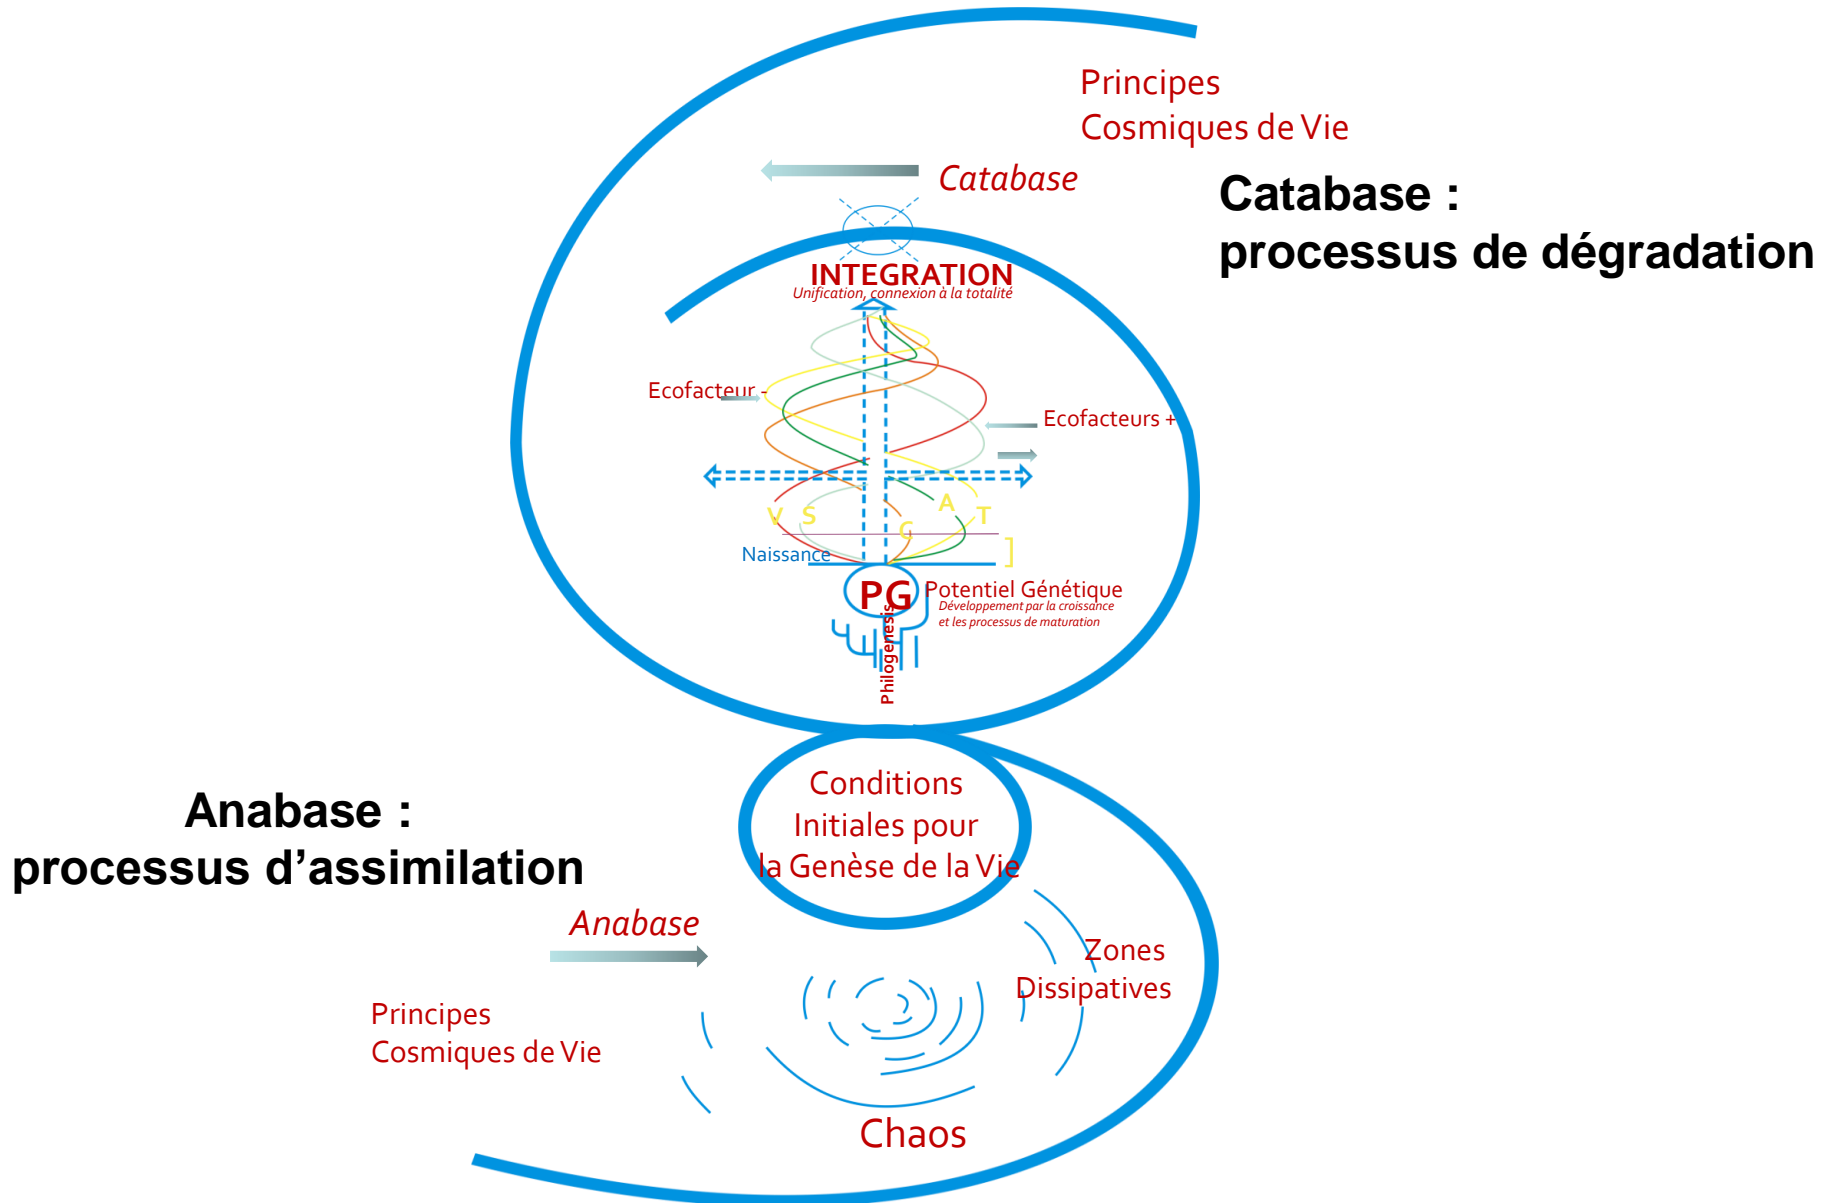 Principes
Cosmiques de Vie
Catabase
Catabase :
processus de dégradation
INTEGRATION
Unification, connexion à la totalité
Ecofacteur -
Ecofacteurs +
V S C A T
]
Naissance
PG
Potentiel Génétique
Développement par la croissance
et les processus de maturation
Philogenesis
Conditions
Initiales pour
la Genèse de la Vie
Anabase :
processus d’assimilation
Anabase
Zones
Dissipatives
Principes
Cosmiques de Vie
Chaos